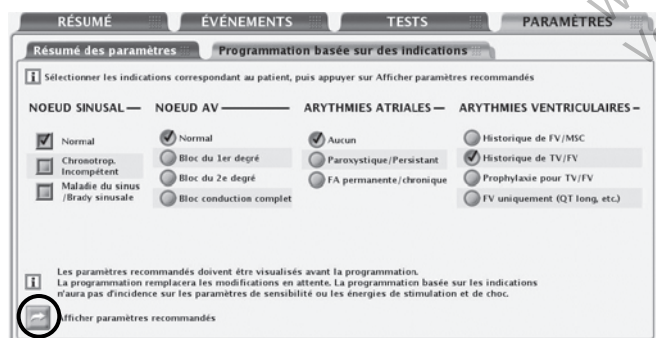 RÉSUMÉ ÉVÉNEMENTS TESTS PARAMÈTRES
Résumé des paramètres Programmation basée sur des indications
i Sélectionner les indications correspondant au patient, puis appuyer sur Afficher paramètres recommandés
NOEUD SINUSAL NOEUD AV ARYTHMIES ATRIALES ARYTHMIES VENTRICULAIRES
Normal Normal Aucun Historique de FV/MSC
Chronotrop. Incompétent Bloc du 1er degré Paroxystique/Persistant Historique de TV/FV
Maladie du sinus /Brady sinusale Bloc du 2e degré FA permanente/chronique Prophylaxie pour TV/FV
Bloc conduction complet FV uniquement (QT long, etc.)
Les paramètres recommandés doivent être visualisés avant la programmation.
i La programmation remplacera les modifications en attente. La programmation basée sur les indications
n'aura pas d'incidence sur les paramètres de sensibilité ou les énergies de stimulation et de choc.
Afficher paramètres recommandés